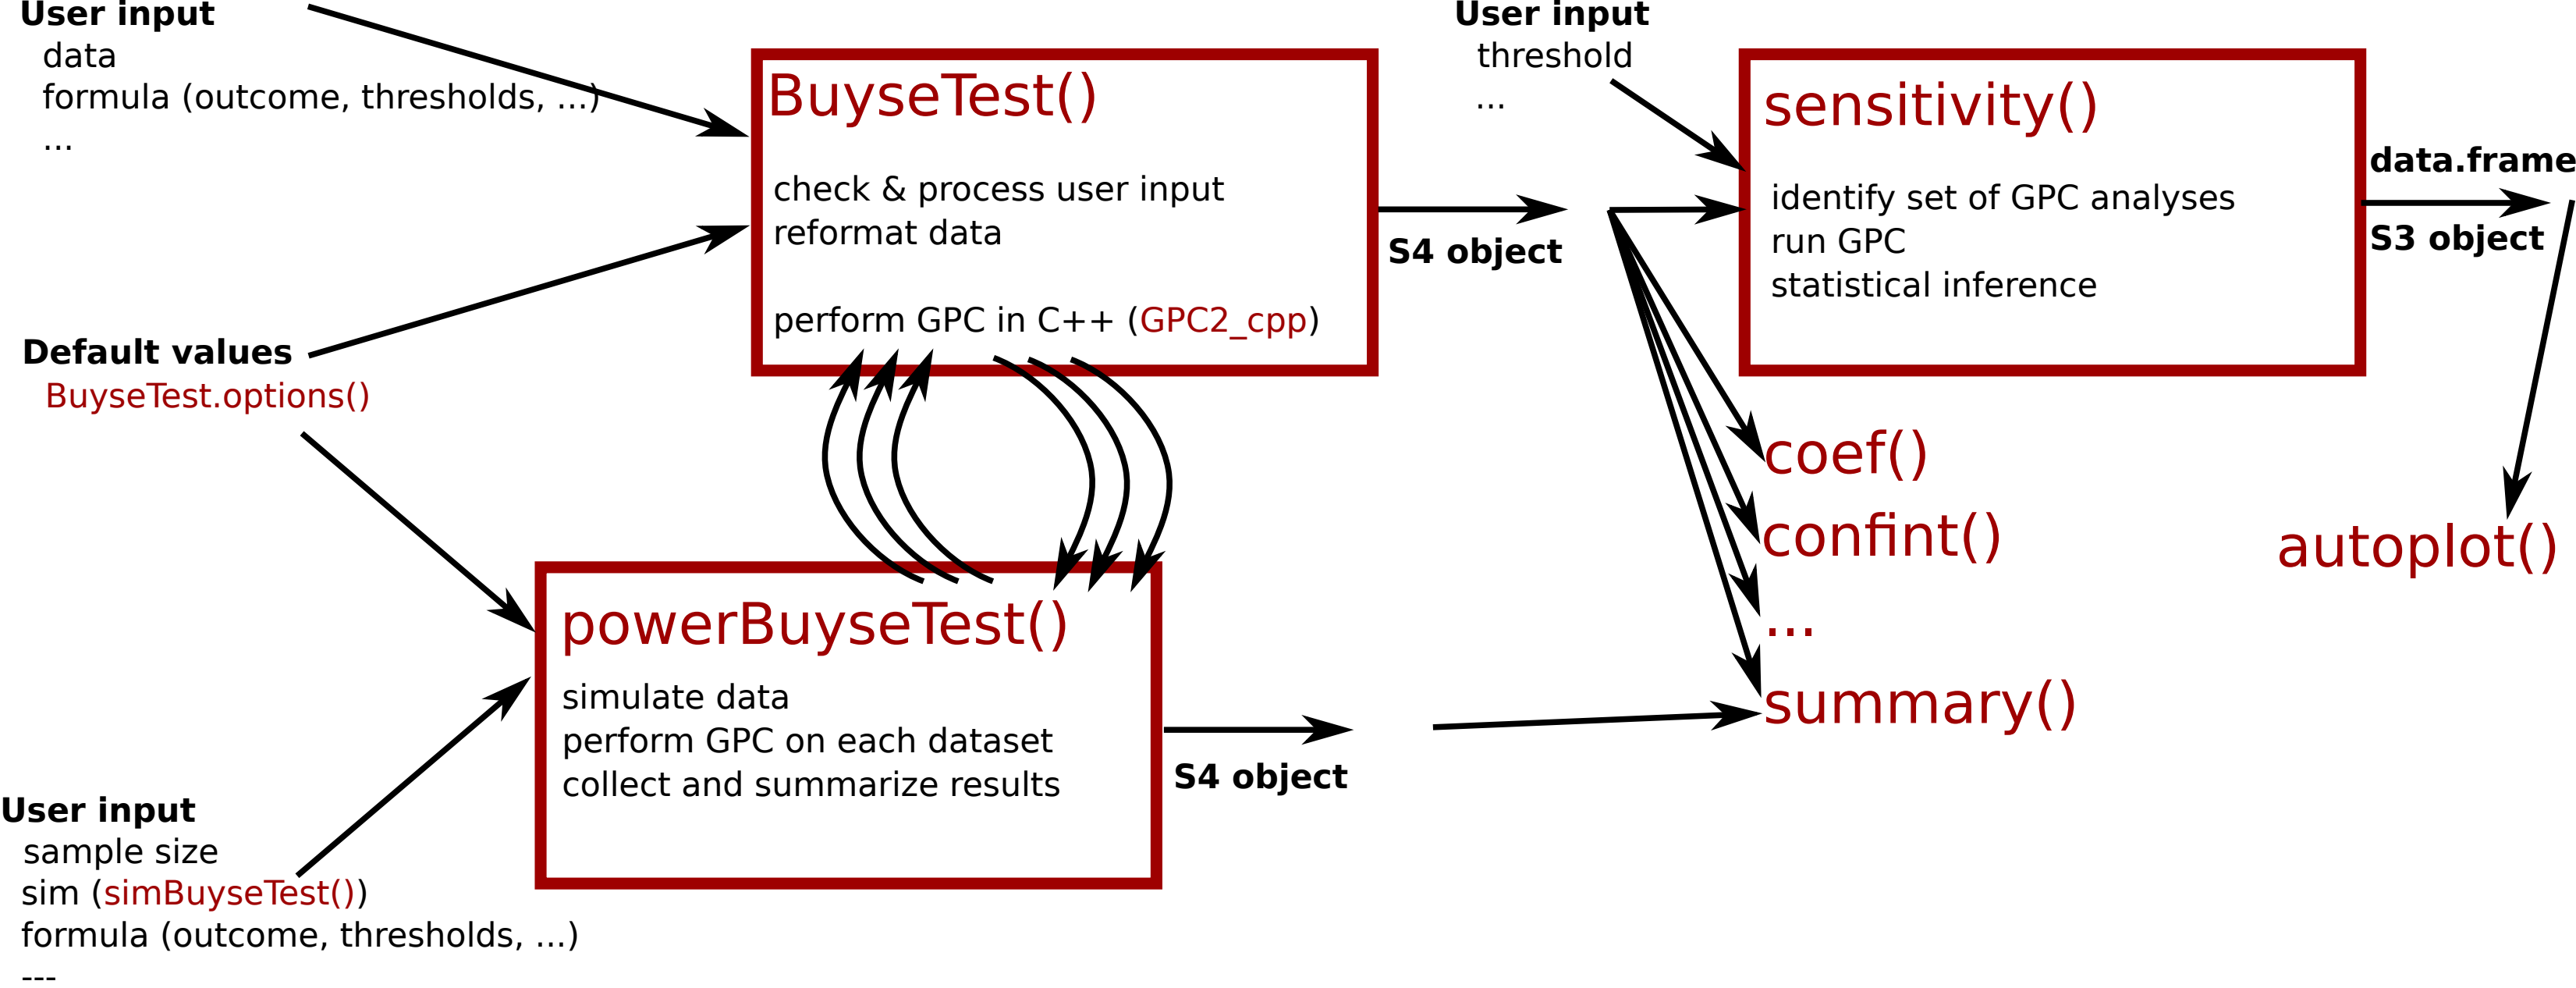 User input
data
formula (outcome, thresholds, ...)
...
Default values
BuyseTest.options()
User input
sample size
sim (simBuyseTest())
formula (outcome, thresholds, ...)
---
BuyseTest()
check & process user input
reformat data
perform GPC in C++ (GPC2_cpp)
powerBuyseTest()
simulate data
perform GPC on each dataset
collect and summarize results
S4 object
S4 object
User input
threshold
...
sensitivity()
identify set of GPC analyses
run GPC
statistical inference
coef()
confint()
...
summary()
data.frame
S3 object
autoplot()